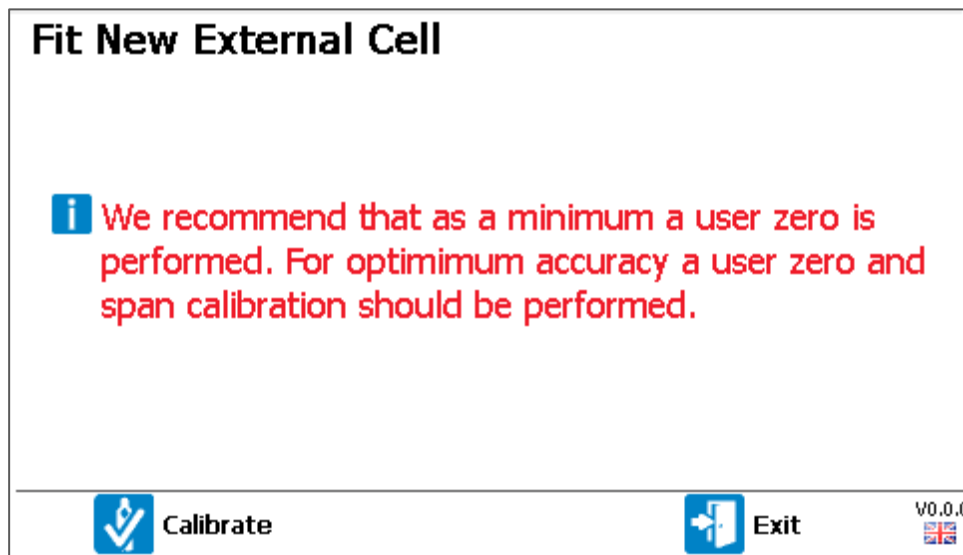 Fit New External Cell
i We recommend that as a minimum a user zero is
performed. For optimimum accuracy a user zero and
span calibration should be performed.
Calibrate
Exit
V0.0.0